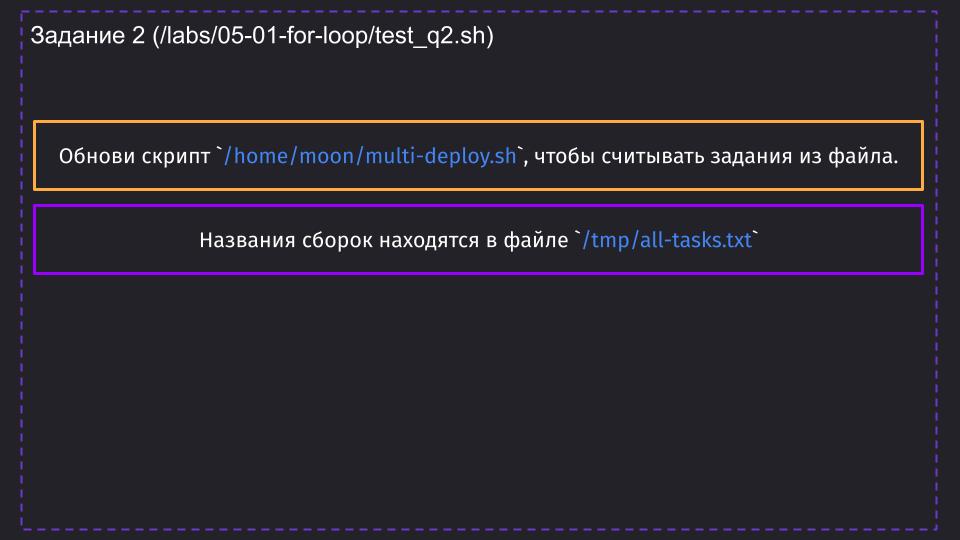 Задание 2 (/labs/05-01-for-loop/test_q2.sh)
Обнови скрипт `/home/moon/multi-deploy.sh`, чтобы считывать задания из файла.
Названия сборок находятся в файле `/tmp/all-tasks.txt`